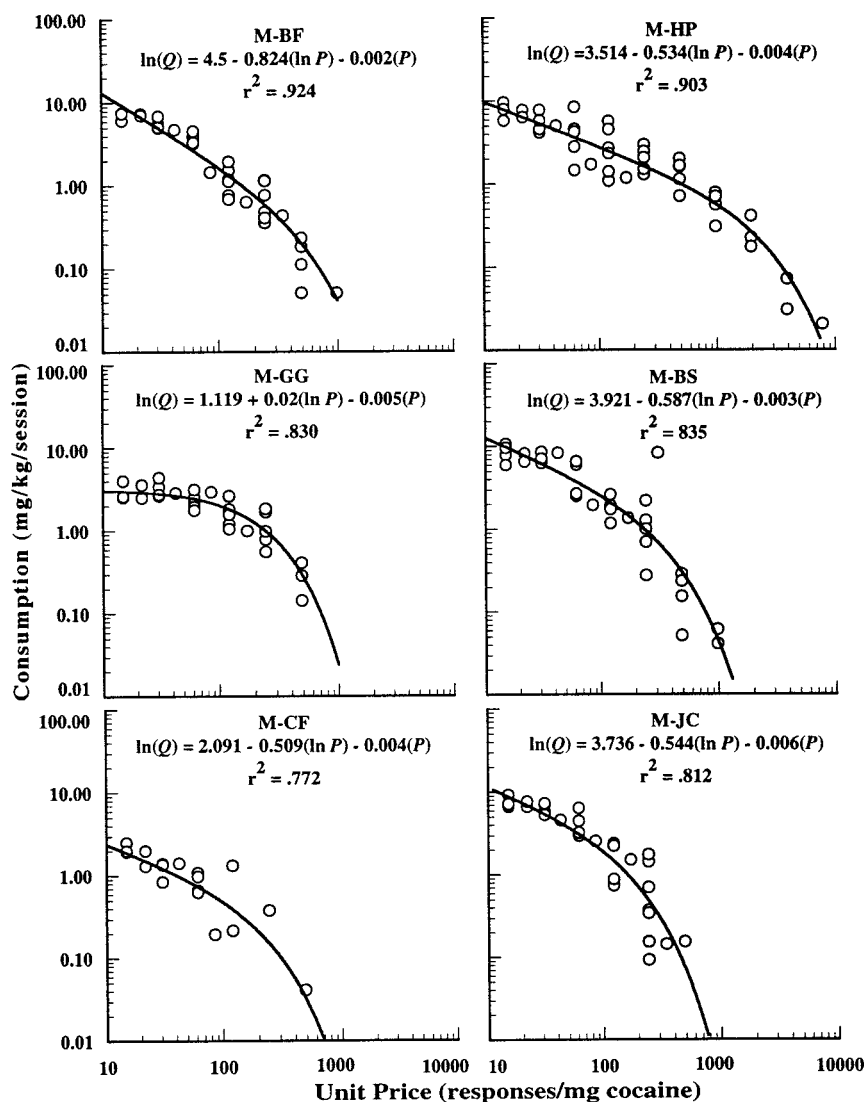 M-BF
ln(Q) = 4.5 - 0.824(ln P) - 0.002(P)
r² = .924
M-HP
ln(Q) =3.514 - 0.534(ln P) - 0.004(P)
r² = .903
100.00
10.00
1.00
0.10
0.01
M-GG
ln(Q) = 1.119 + 0.02(ln P) - 0.005(P)
r² = .830
M-BS
ln(Q) = 3.921 - 0.587(ln P) - 0.003(P)
r² = 835
100.00
10.00
1.00
0.10
0.01
M-CF
ln(Q) = 2.091 - 0.509(ln P) - 0.004(P)
r² = .772
M-JC
ln(Q) = 3.736 - 0.544(ln P) - 0.006(P)
r² = .812
100.00
10.00
1.00
0.10
0.01
10 100 1000 10000 10 100 1000 10000
Consumption (mg/kg/session)
Unit Price (responses/mg cocaine)